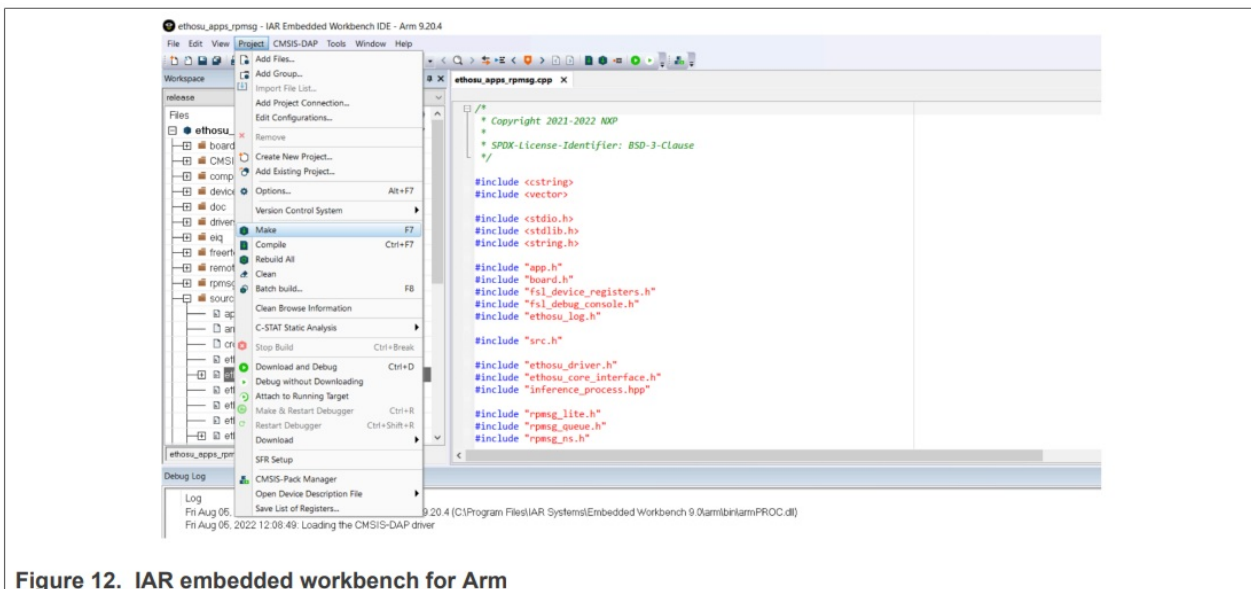 ethosu_apps_rpmsg - IAR Embedded Workbench IDE - Arm 9.20.4
File Edit View Project CMSIS-DAP Tools Window Help
Workspace
release
Files
ethosu_
board
CMSI
comp
device
doc
driver
eiq
freert
remot
rpmsg
sourc
ap
an
et
et
et
et
et
et
ethosu_apps_rpm
Add Files...
Add Group...
Import File List...
Add Project Connection...
Edit Configurations...
Remove
Create New Project...
Add Existing Project...
Options... Alt+F7
Version Control System
Make F7
Compile Ctrl+F7
Rebuild All
Clean
Batch build... F8
Clean Browse Information
C-STAT Static Analysis
Stop Build Ctrl+Break
Download and Debug Ctrl+D
Debug without Downloading
Attach to Running Target
Make & Restart Debugger Ctrl+R
Restart Debugger Ctrl+Shift+R
Download
SFR Setup
CMSIS-Pack Manager
Open Device Description File
Save List of Registers...
ethosu_apps_rpmsg.cpp X
/*
* Copyright 2021-2022 NXP
*
* SPDX-License-Identifier: BSD-3-Clause
*/
#include <cstring>
#include <vector>
#include <stdio.h>
#include <stdlib.h>
#include <string.h>
#include "app.h"
#include "board.h"
#include "fsl_device_registers.h"
#include "fsl_debug_console.h"
#include "ethosu_log.h"
#include "src.h"
#include "ethosu_driver.h"
#include "ethosu_core_interface.h"
#include "inference_process.hpp"
#include "rpmsg_lite.h"
#include "rpmsg_queue.h"
#include "rpmsg_ns.h"
Debug Log
Log
Fri Aug 05, 9.20.4 (C:\Program Files\IAR Systems\Embedded Workbench 9.0\arm\bin\armPROC.dll)
Fri Aug 05, 2022 12:08:49: Loading the CMSIS-DAP driver
Figure 12. IAR embedded workbench for Arm